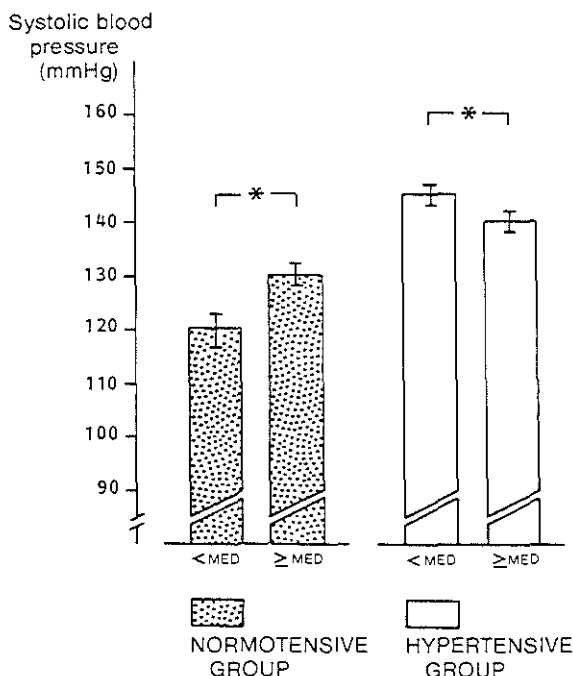 Systolic blood
pressure
(mmHg)
160
150
140
130
120
110
100
90
*
*
<MED
≥MED
<MED
≥MED
NORMOTENSIVE
GROUP
HYPERTENSIVE
GROUP